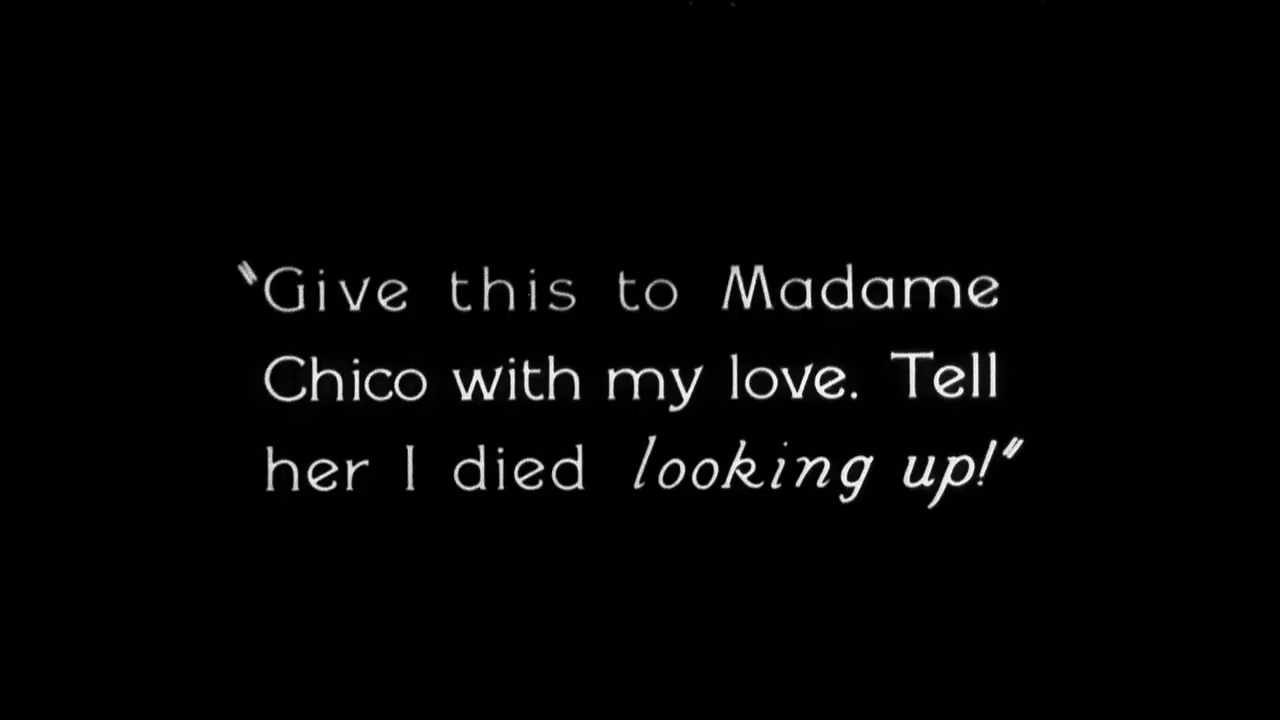 "Give this to Madame
Chico with my love. Tell
her I died looking up!"